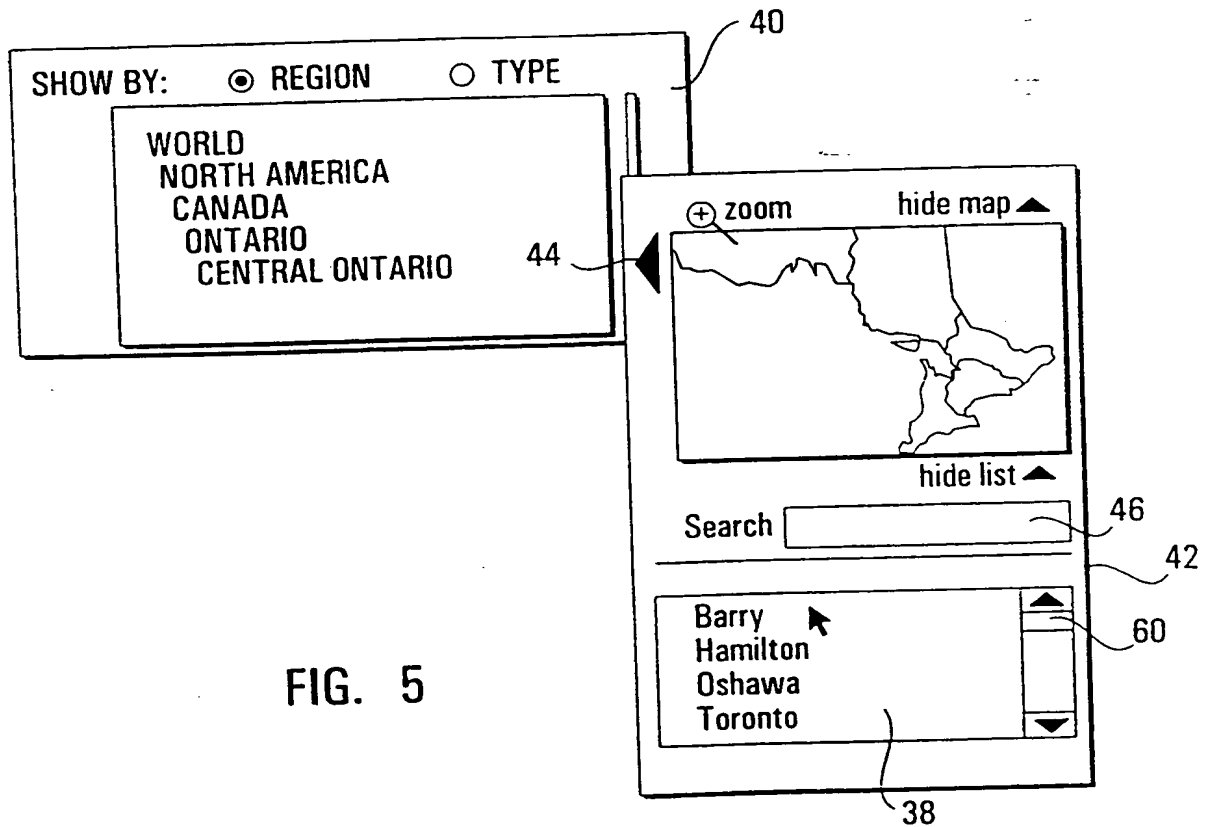 40
SHOW BY: REGION TYPE
WORLD
NORTH AMERICA
CANADA
ONTARIO
CENTRAL ONTARIO
44
zoom hide map
hide list
Search
46
42
Barry
Hamilton
Oshawa
Toronto
60
38
FIG. 5